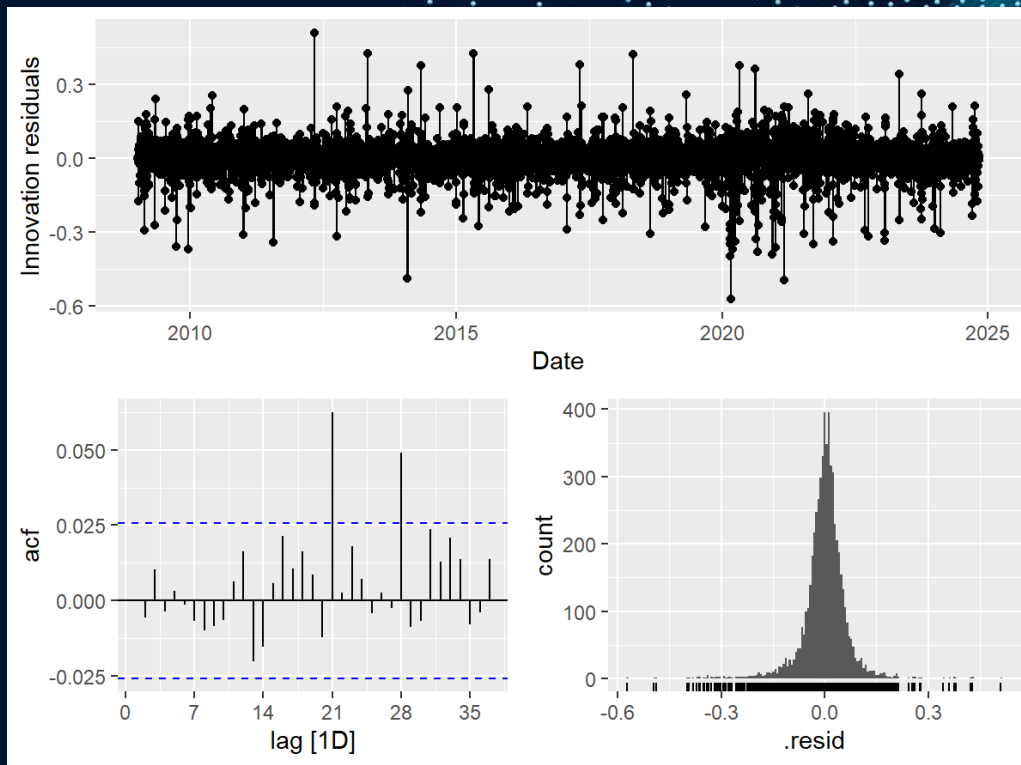 Innovation residuals
0.3
0.0
-0.3
-0.6
2010 2015 2020 2025
Date
acf
0.050
0.025
0.000
-0.025
0 7 14 21 28 35
lag [1D]
count
400
300
200
100
0
-0.6 -0.3 0.0 0.3
.resid